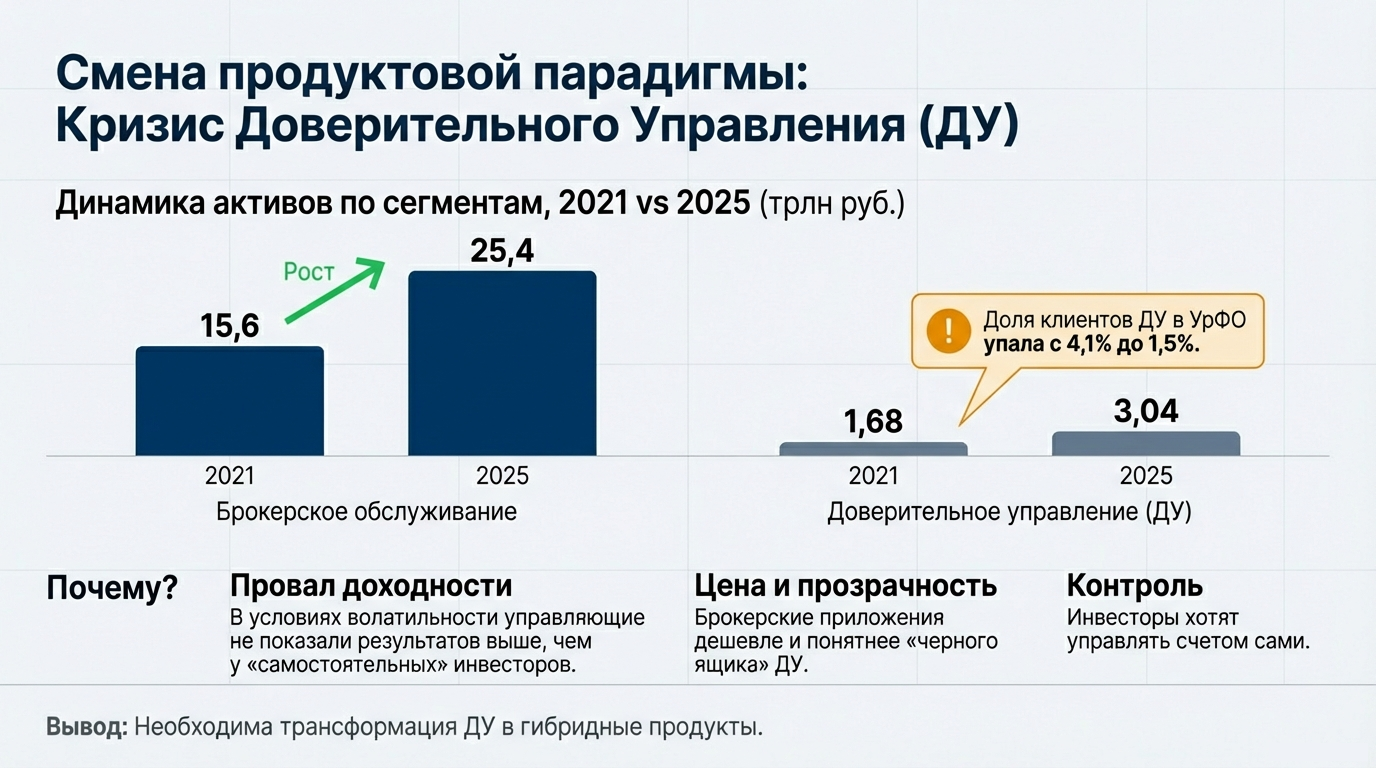 Смена продуктовой парадигмы:
Кризис Доверительного Управления (ДУ)
Динамика активов по сегментам, 2021 vs 2025 (трлн руб.)
15,6
Рост
25,4
2021
2025
Брокерское обслуживание
!
Доля клиентов ДУ в УрФО
упала с 4,1% до 1,5%.
1,68
3,04
2021
2025
Доверительное управление (ДУ)
Почему?
Провал доходности
В условиях волатильности управляющие
не показали результатов выше, чем
у «самостоятельных» инвесторов.
Цена и прозрачность
Брокерские приложения
дешевле и понятнее «черного
ящика» ДУ.
Контроль
Инвесторы хотят
управлять счетом сами.
Вывод: Необходима трансформация ДУ в гибридные продукты.